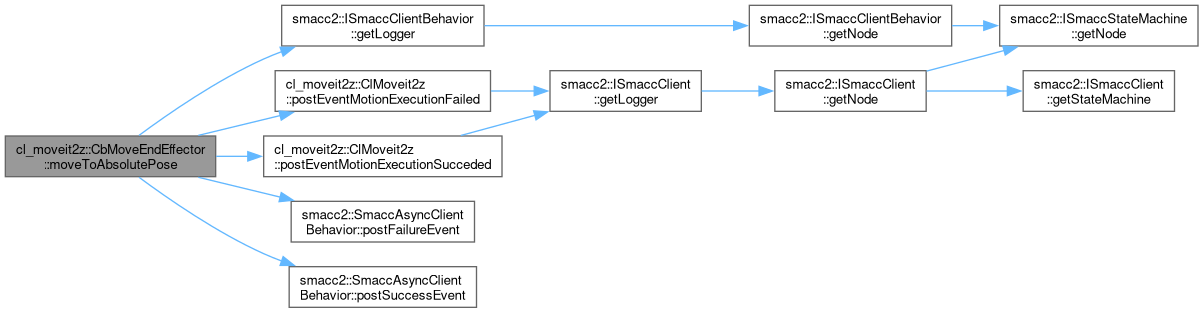 smacc2::ISmaccClientBehavior
::getLogger
smacc2::ISmaccClientBehavior
::getNode
smacc2::ISmaccStateMachine
::getNode
cl_moveit2z::ClMoveit2z
::postEventMotionExecutionFailed
smacc2::ISmaccClient
::getLogger
smacc2::ISmaccClient
::getNode
smacc2::ISmaccClient
::getStateMachine
cl_moveit2z::CbMoveEndEffector
::moveToAbsolutePose
cl_moveit2z::ClMoveit2z
::postEventMotionExecutionSucceded
smacc2::SmaccAsyncClient
Behavior::postFailureEvent
smacc2::SmaccAsyncClient
Behavior::postSuccessEvent